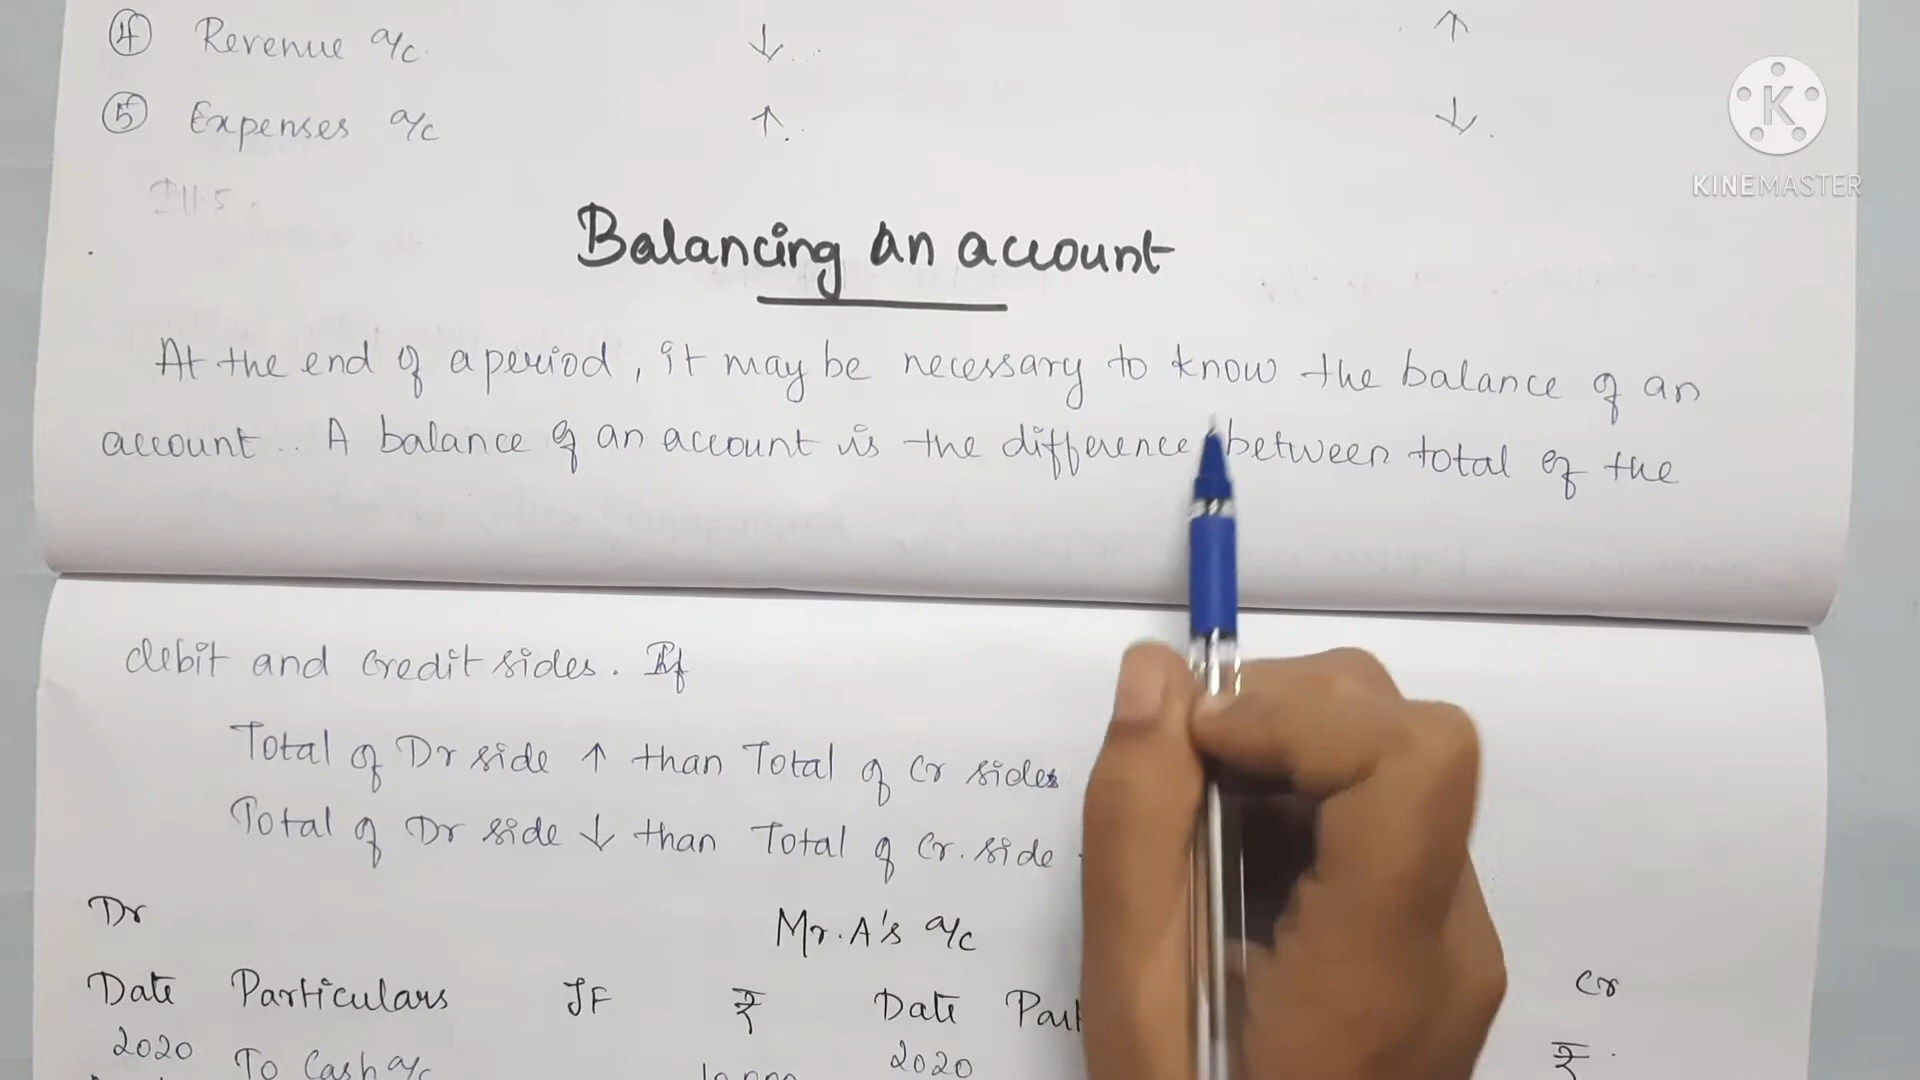 ④ Revenue a/c ↓ ↑
⑤ Expenses a/c ↑ ↓
KINEMASTER
Balancing an account
At the end of a period, it may be necessary to know the balance of an
account.. A balance of an account is the difference between total of the
debit and credit sides. If
Total of Dr side ↑ than Total of Cr sides
Total of Dr side ↓ than Total of Cr. side
Dr Mr. A's a/c Cr
Date Particulars JF ₹ Date ₹
2020 To Cash a/c 10,000 2020